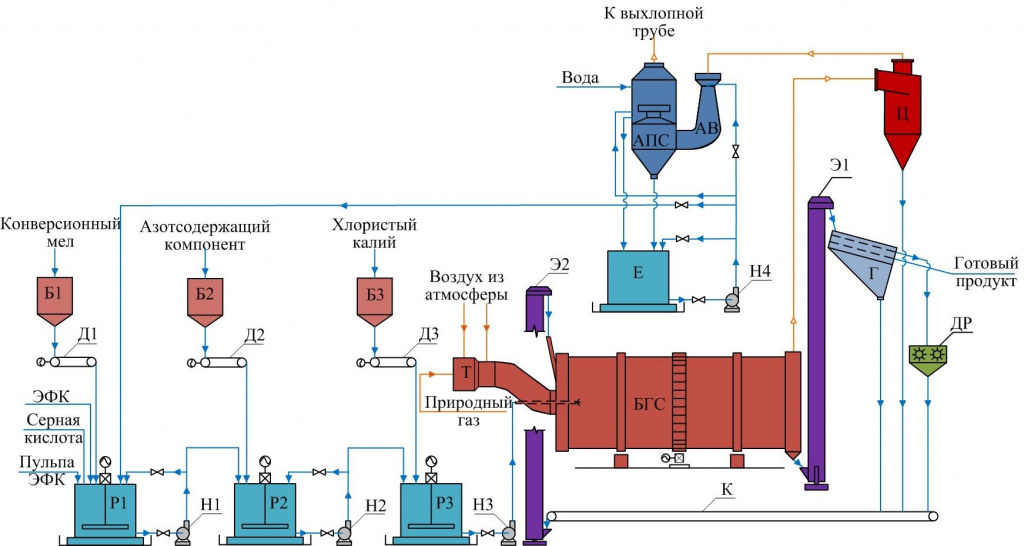 К выхлопной
трубе
Вода
АПС
АВ
Ц
Э1
Конверсионный
мел
Азотсодержащий
компонент
Хлористый
калий
Воздух из
атмосферы
Э2
Е
Н4
Г
Готовый
продукт
Б1
Б2
Б3
Д1
Д2
Д3
Т
ДР
Природный
газ
БГС
ЭФК
Серная
кислота
Пульпа
ЭФК
Р1
Н1
Р2
Н2
Р3
Н3
К